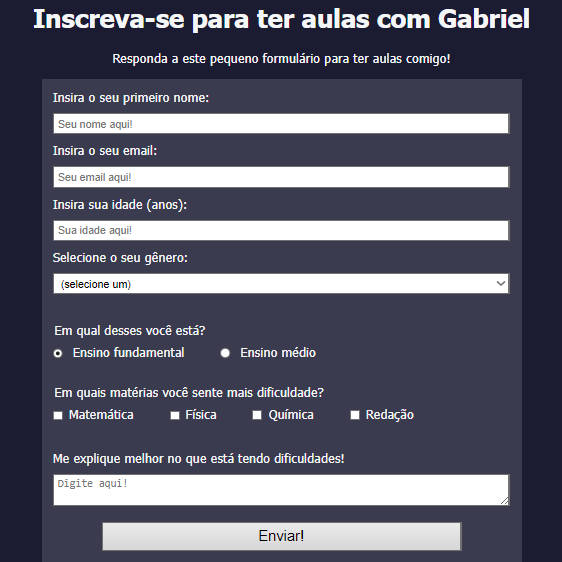 Inscreva-se para ter aulas com Gabriel
Responda a este pequeno formulário para ter aulas comigo!
Insira o seu primeiro nome:
Seu nome aqui!
Insira o seu email:
Seu email aqui!
Insira sua idade (anos):
Sua idade aqui!
Selecione o seu gênero:
(selecione um)
Em qual desses você está?
Ensino fundamental Ensino médio
Em quais matérias você sente mais dificuldade?
Matemática Física Química Redação
Me explique melhor no que está tendo dificuldades!
Digite aqui!
Enviar!